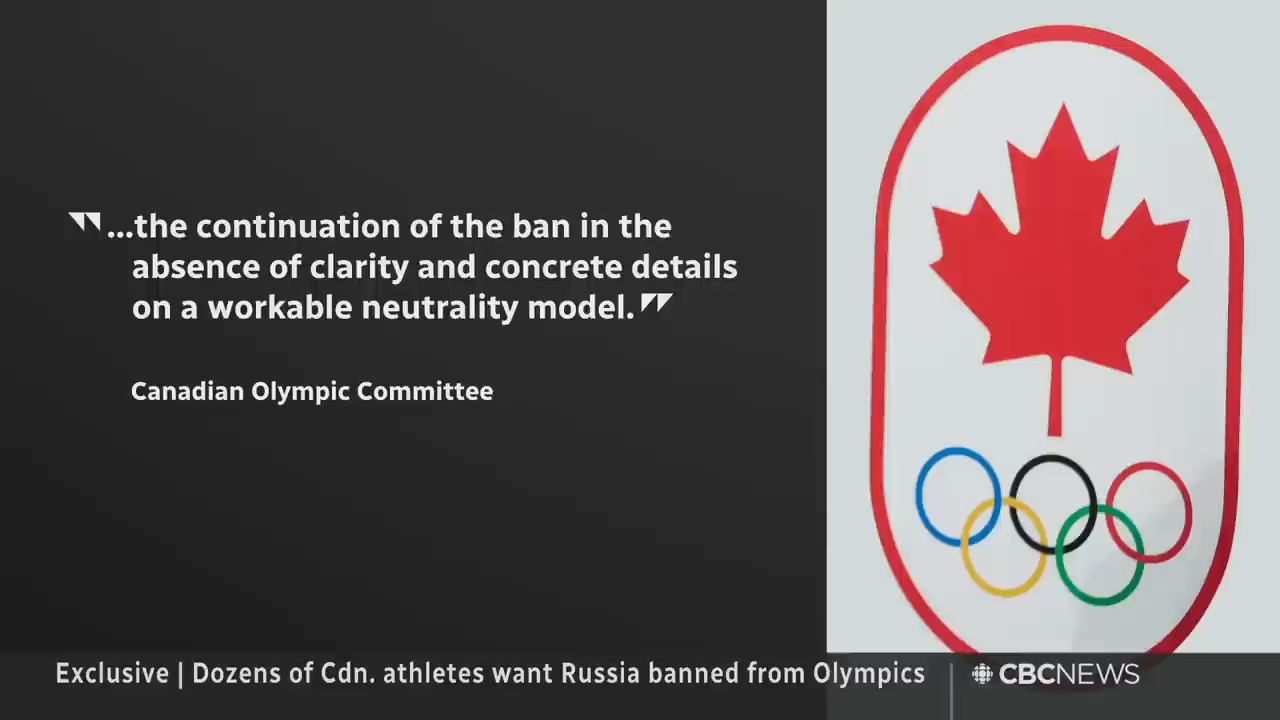 ...the continuation of the ban in the
absence of clarity and concrete details
on a workable neutrality model.
Canadian Olympic Committee
Exclusive | Dozens of Cdn. athletes want Russia banned from Olympics
CBCNEWS